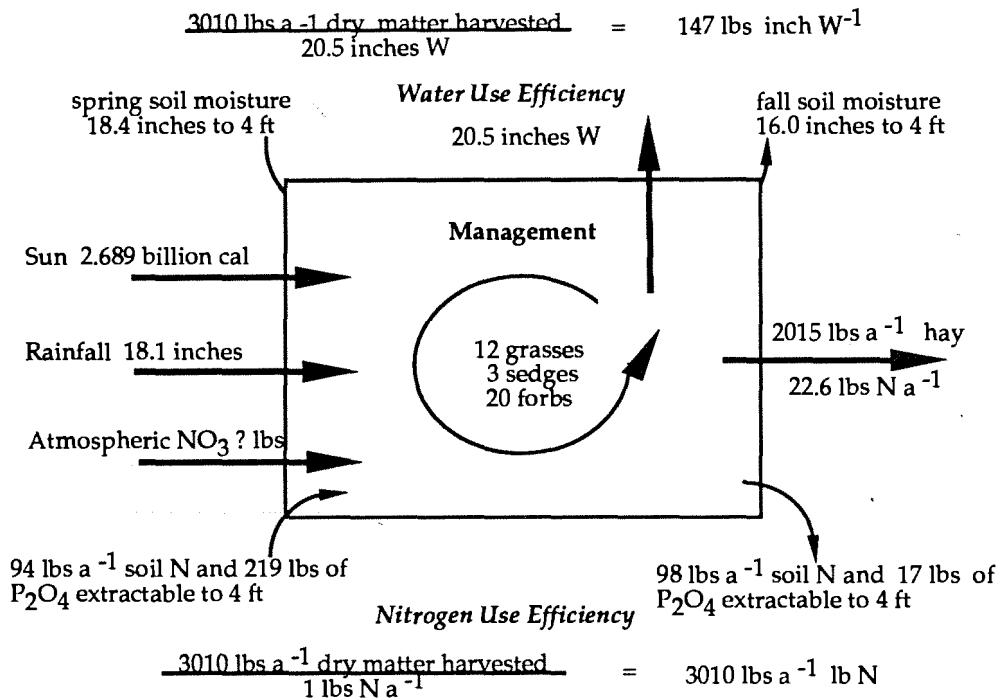 3010 lbs a -1 dry matter harvested = 147 lbs inch W-1
20.5 inches W
Water Use Efficiency
spring soil moisture
18.4 inches to 4 ft
20.5 inches W
fall soil moisture
16.0 inches to 4 ft
Management
Sun 2.689 billion cal
Rainfall 18.1 inches
12 grasses
3 sedges
20 forbs
2015 lbs a -1 hay
22.6 lbs N a -1
Atmospheric NO3 ? lbs
94 lbs a -1 soil N and 219 lbs of
P2O4 extractable to 4 ft
98 lbs a -1 soil N and 17 lbs of
P2O4 extractable to 4 ft
Nitrogen Use Efficiency
3010 lbs a -1 dry matter harvested = 3010 lbs a -1 lb N
1 lbs N a -1